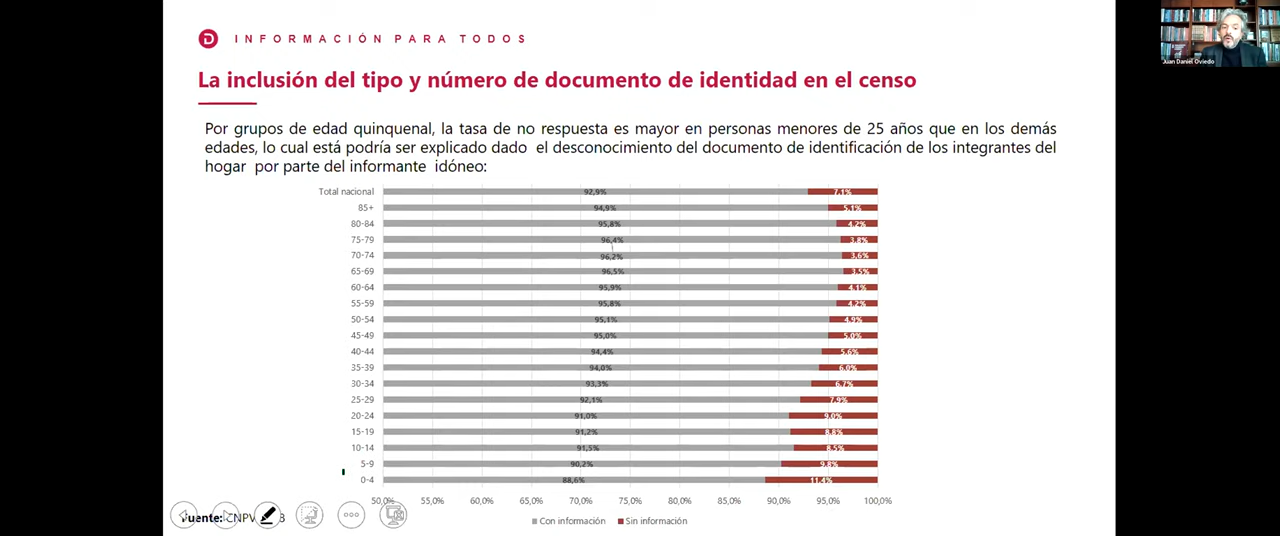 INFORMACIÓN PARA TODOS
Juan Daniel Oviedo
La inclusión del tipo y número de documento de identidad en el censo
Por grupos de edad quinquenal, la tasa de no respuesta es mayor en personas menores de 25 años que en los demás
edades, lo cual está podría ser explicado dado el desconocimiento del documento de identificación de los integrantes del
hogar por parte del informante idóneo:
Total nacional 92,9% 7,1%
85+ 94,9% 5,1%
80-84 95,8% 4,2%
75-79 96,4% 3,8%
70-74 96,2% 3,6%
65-69 96,5% 3,5%
60-64 95,9% 4,1%
55-59 95,8% 4,2%
50-54 95,1% 4,9%
45-49 95,0% 5,0%
40-44 94,4% 5,6%
35-39 94,0% 6,0%
30-34 93,3% 6,7%
25-29 92,1% 7,9%
20-24 91,0% 9,0%
15-19 91,2% 8,8%
10-14 91,5% 8,5%
5-9 90,2% 9,8%
0-4 88,6% 11,4%
50,0% 55,0% 60,0% 65,0% 70,0% 75,0% 80,0% 85,0% 90,0% 95,0% 100,0%
Con información Sin información
Fuente: